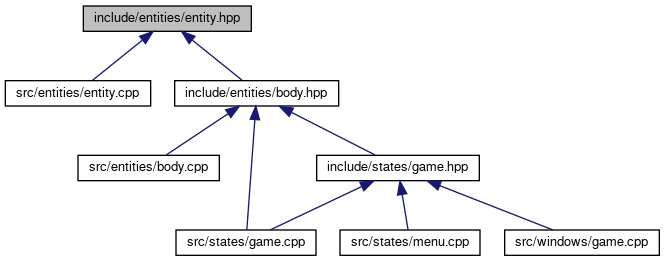 include/entities/entity.hpp
src/entities/entity.cpp
include/entities/body.hpp
src/entities/body.cpp
include/states/game.hpp
src/states/game.cpp
src/states/menu.cpp
src/windows/game.cpp